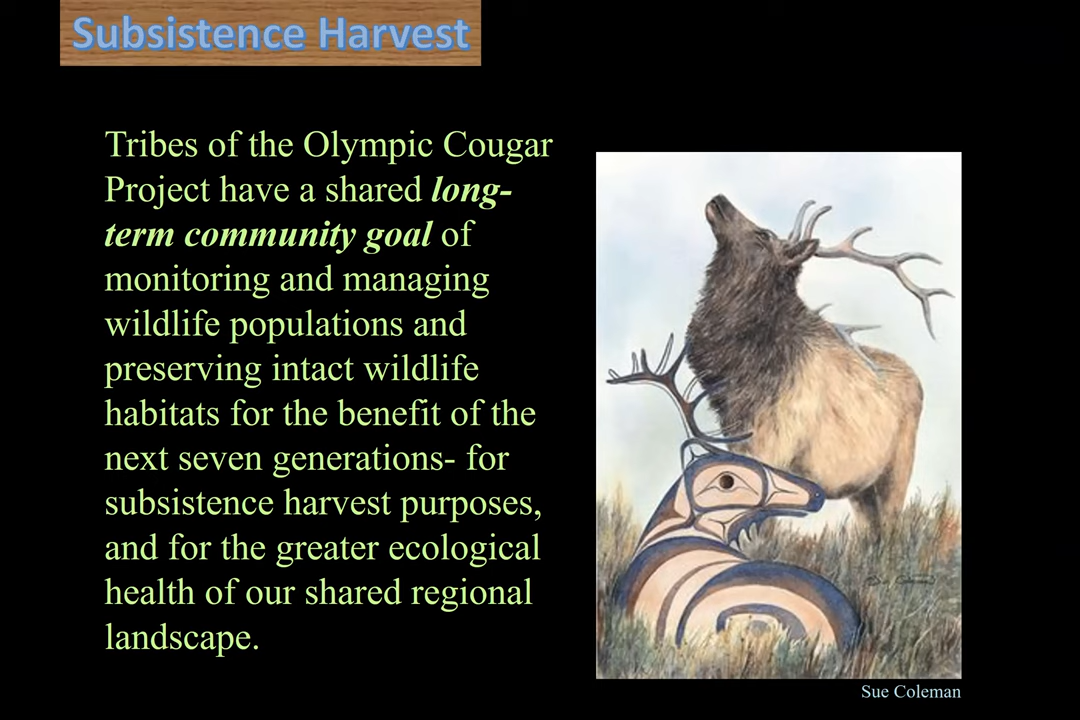 Subsistence Harvest
Tribes of the Olympic Cougar
Project have a shared long-
term community goal of
monitoring and managing
wildlife populations and
preserving intact wildlife
habitats for the benefit of the
next seven generations- for
subsistence harvest purposes,
and for the greater ecological
health of our shared regional
landscape.
Sue Coleman